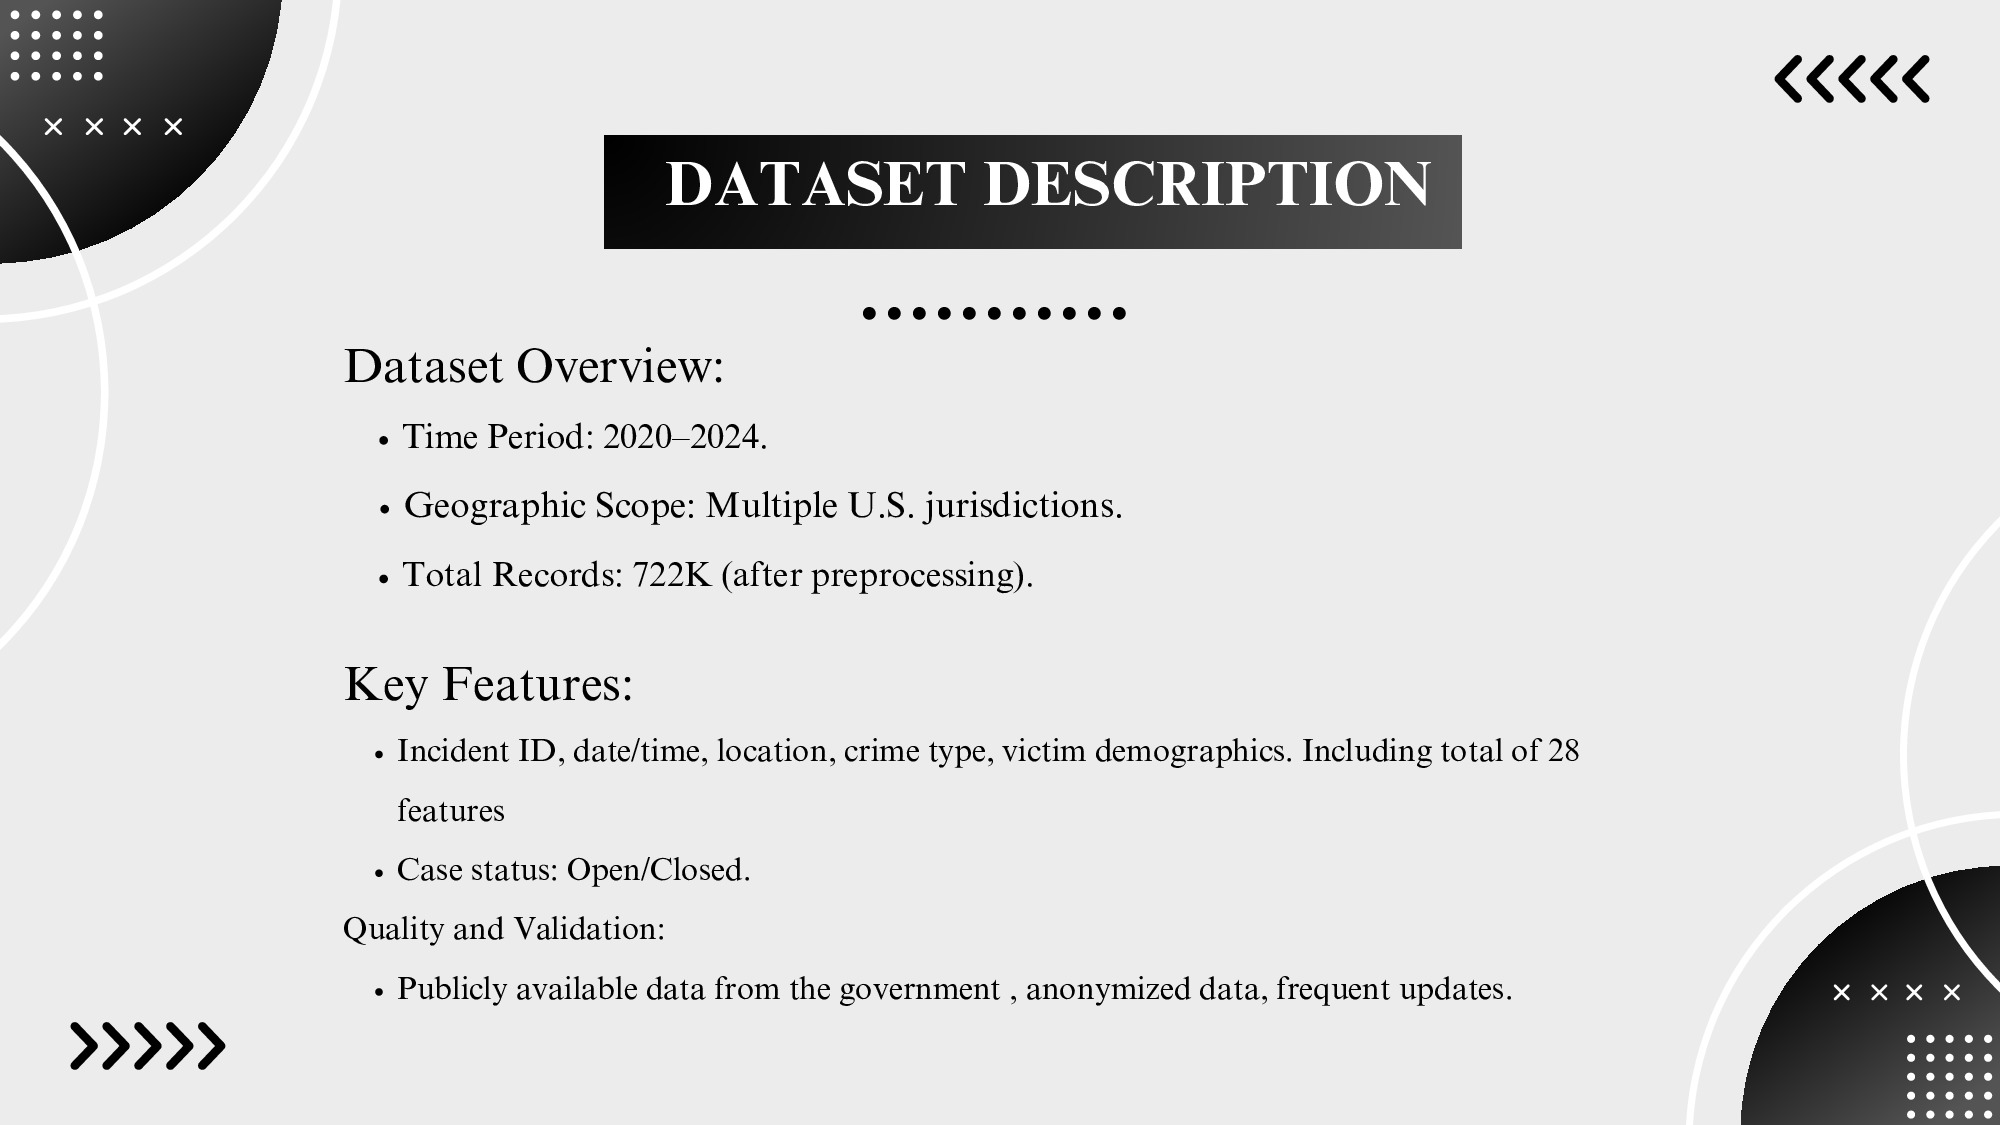 DATASET DESCRIPTION
Dataset Overview:
• Time Period: 2020–2024.
• Geographic Scope: Multiple U.S. jurisdictions.
• Total Records: 722K (after preprocessing).
Key Features:
• Incident ID, date/time, location, crime type, victim demographics. Including total of 28
features
• Case status: Open/Closed.
Quality and Validation:
• Publicly available data from the government , anonymized data, frequent updates.